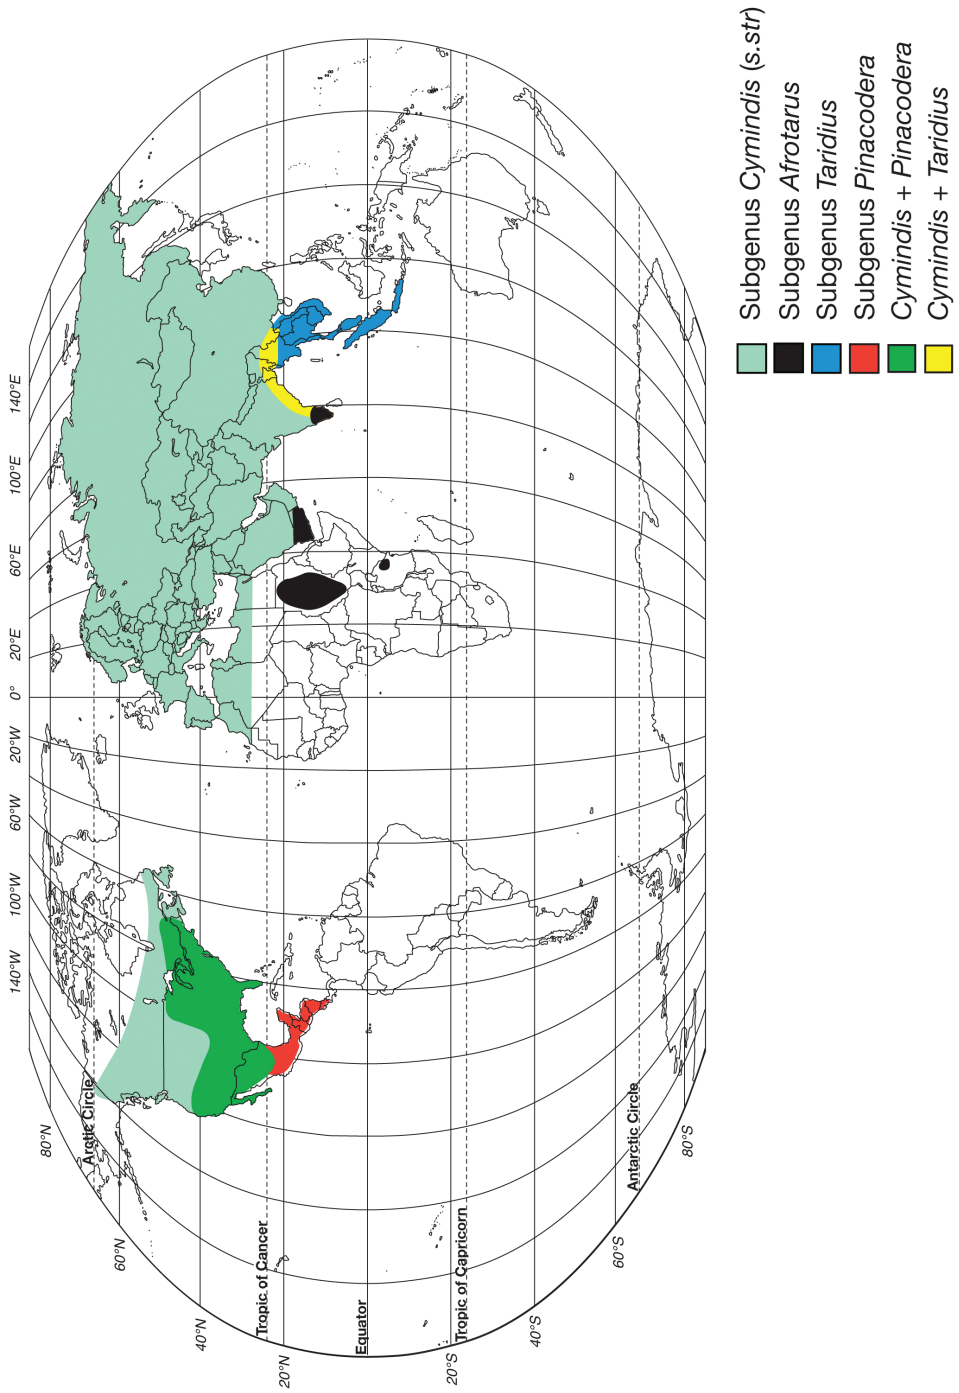 140°W
100°W
60°W
20°W
0°
20°E
60°E
100°E
140°E
80°N
Arctic Circle
60°N
40°N
Tropic of Cancer
20°N
Equator
20°S
Tropic of Capricorn
40°S
60°S
Antarctic Circle
80°S
Subgenus Cymindis (s.str)
Subgenus Afrotarus
Subgenus Taridius
Subgenus Pinacodera
Cymindis + Pinacodera
Cymindis + Taridius